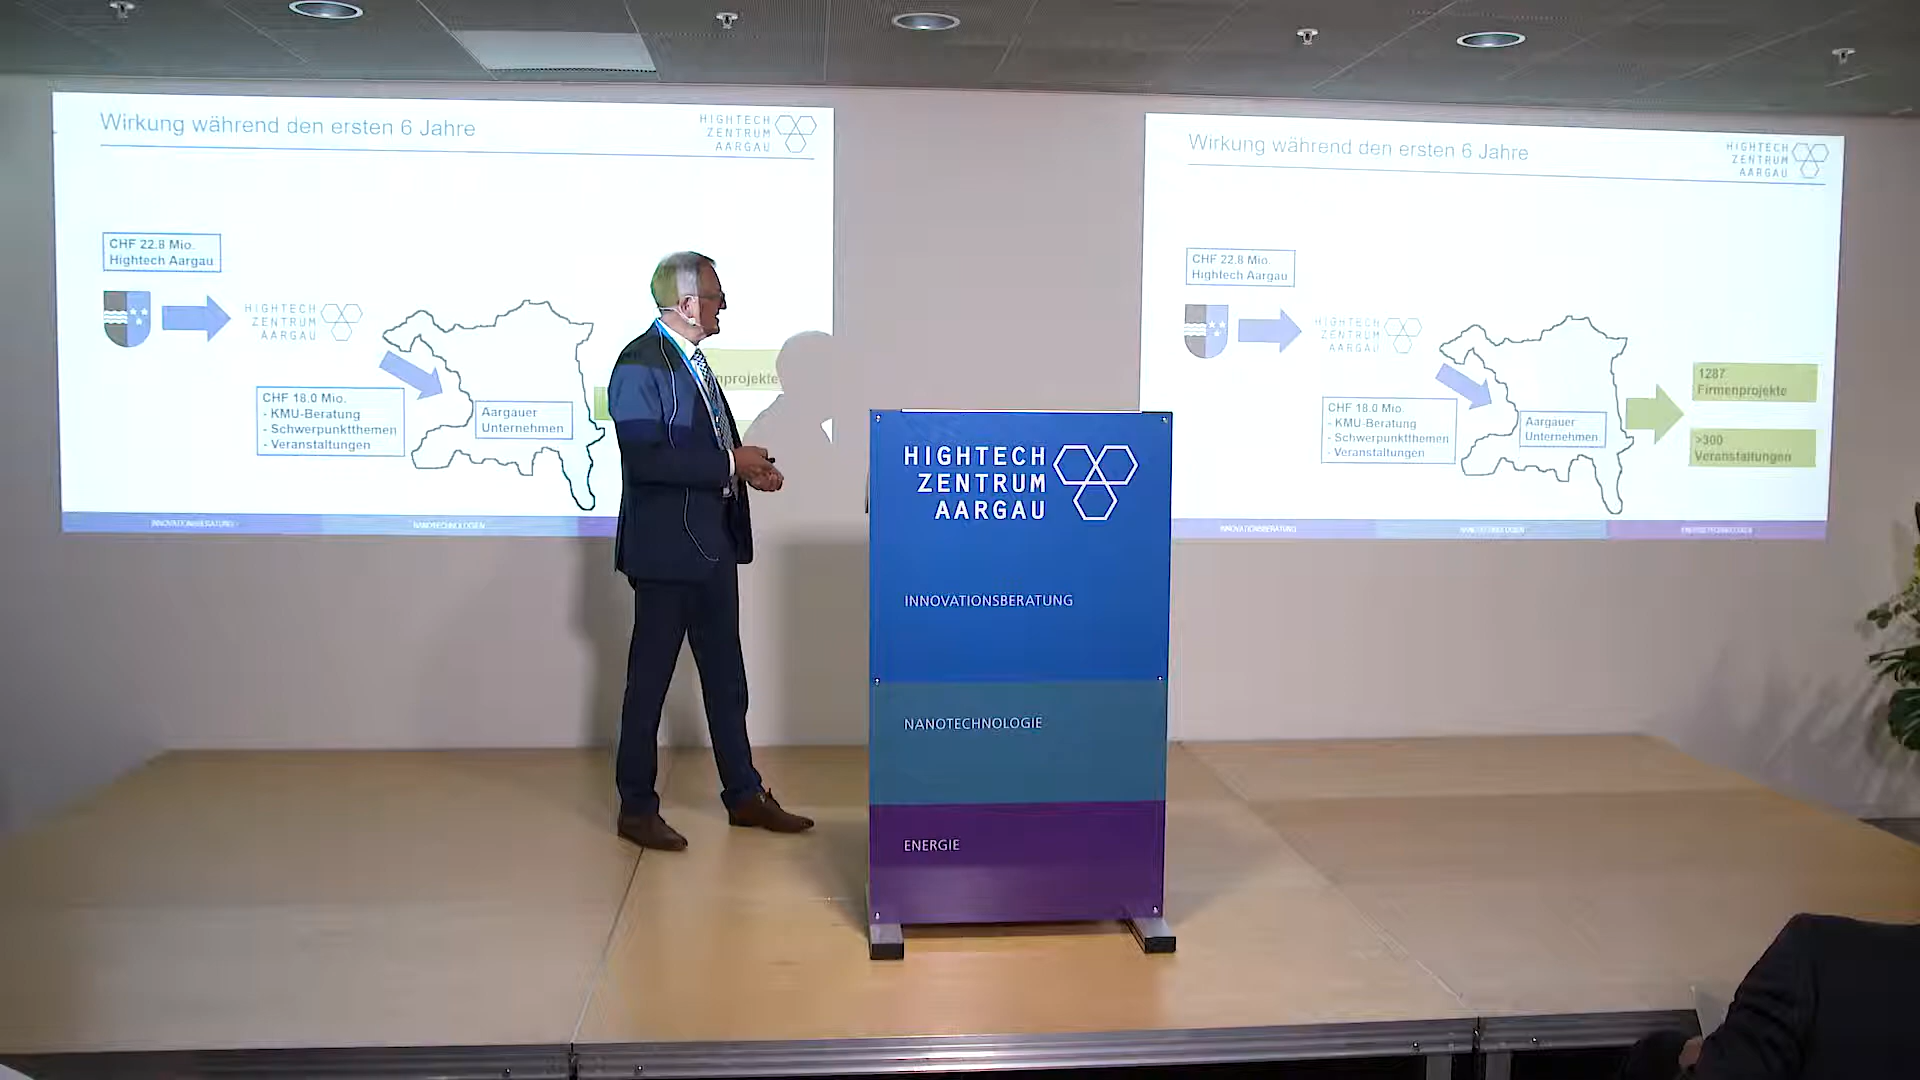 Wirkung während den ersten 6 Jahre
HIGHTECH
ZENTRUM
AARGAU
CHF 22.8 Mio.
Hightech Aargau
HIGHTECH
ZENTRUM
AARGAU
CHF 18.0 Mio.
- KMU-Beratung
- Schwerpunktthemen
- Veranstaltungen
Aargauer
Unternehmen
nprojekte
INNOVATIONSBERATUNG
NANOTECHNOLOGIEN
HIGHTECH
ZENTRUM
AARGAU
INNOVATIONSBERATUNG
NANOTECHNOLOGIE
ENERGIE
Wirkung während den ersten 6 Jahre
HIGHTECH
ZENTRUM
AARGAU
CHF 22.8 Mio.
Hightech Aargau
HIGHTECH
ZENTRUM
AARGAU
CHF 18.0 Mio.
- KMU-Beratung
- Schwerpunktthemen
- Veranstaltungen
Aargauer
Unternehmen
1287
Firmenprojekte
>300
Veranstaltungen
INNOVATIONSBERATUNG
NANOTECHNOLOGIEN